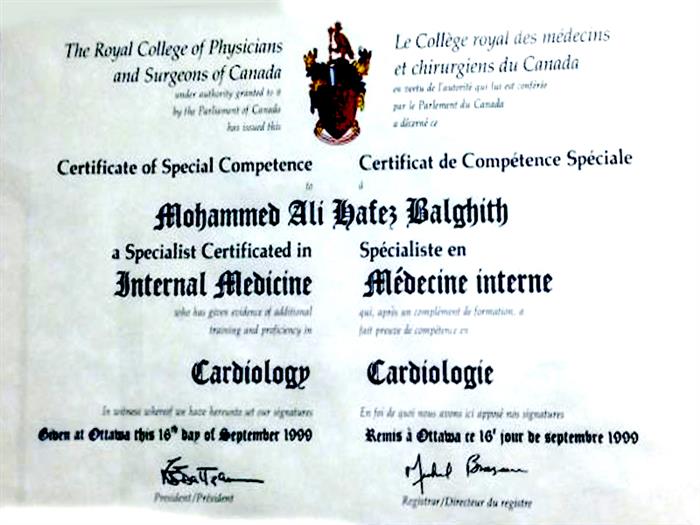 The Royal College of Physicians
and Surgeons of Canada
under authority granted to it
by the Parliament of Canada
has issued this
Le Collège royal des médecins
et chirurgiens du Canada
en vertu de l'autorité qui lui est conférée
par le Parlement du Canada
a décerné ce
Certificate of Special Competence
to
Certificat de Compétence Spéciale
à
Mohammed Ali Hafez Balghith
a Specialist Certificated in
Internal Medicine
who has given evidence of additional
training and proficiency in
Spécialiste en
Médecine interne
qui, après un complément de formation, a
fait preuve de compétence en
Cardiology
Cardiologie
In witness whereof we have hereunto set our signatures
Given at Ottawa this 16th day of September 1999
En foi de quoi nous avons ici apposé nos signatures
Remis à Ottawa ce 16e jour de septembre 1999
President/Président
Registrar/Directeur du registre